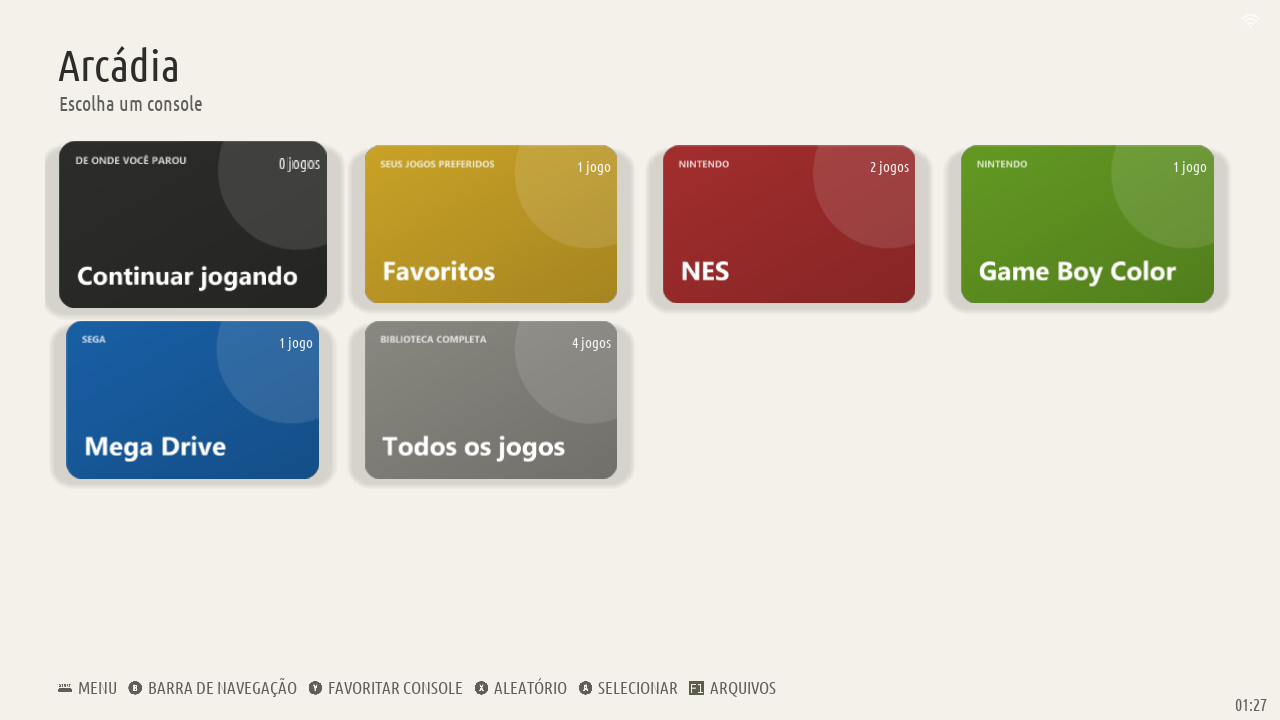 Arcádia
Escolha um console
DE ONDE VOCÊ PAROU
0 jogos
Continuar jogando
SEUS JOGOS PREFERIDOS
1 jogo
Favoritos
NINTENDO
2 jogos
NES
NINTENDO
1 jogo
Game Boy Color
SEGA
1 jogo
Mega Drive
BIBLIOTECA COMPLETA
4 jogos
Todos os jogos
START MENU B BARRA DE NAVEGAÇÃO Y FAVORITAR CONSOLE X ALEATÓRIO A SELECIONAR F1 ARQUIVOS
01:27